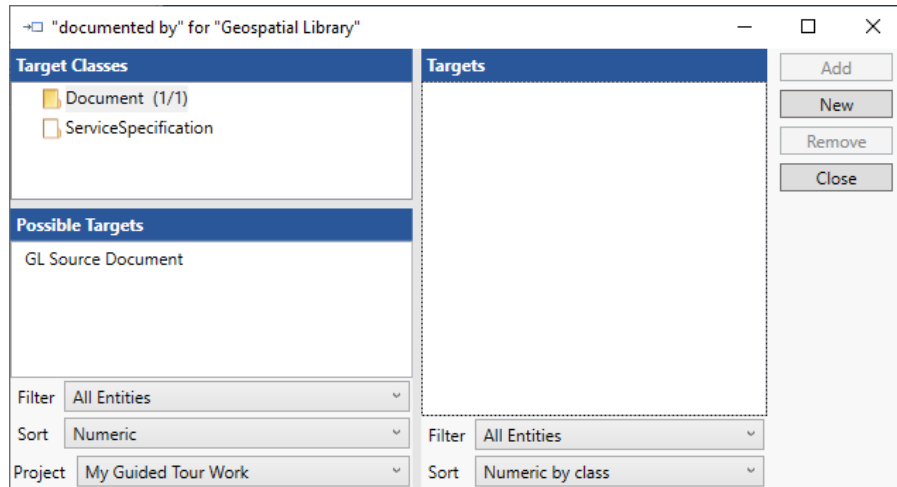 "documented by" for "Geospatial Library"
Target Classes
Document (1/1)
ServiceSpecification
Possible Targets
GL Source Document
Filter All Entities
Sort Numeric
Project My Guided Tour Work
Targets
Filter All Entities
Sort Numeric by class
Add
New
Remove
Close